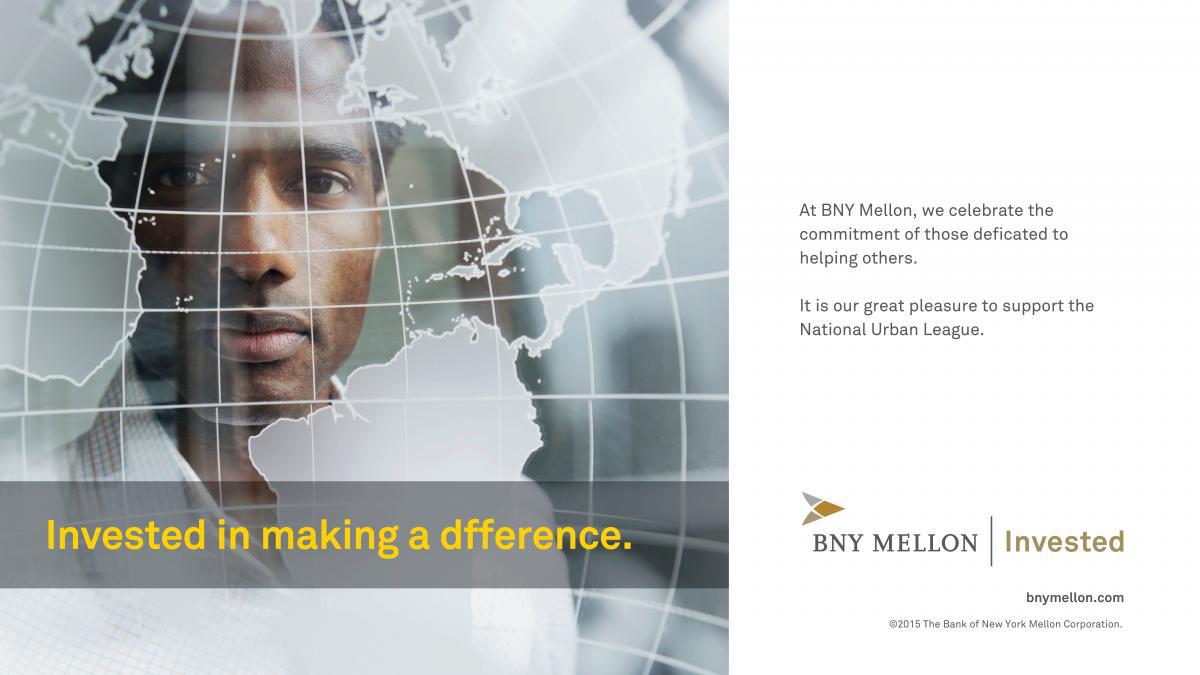 Invested in making a dfference.
At BNY Mellon, we celebrate the
commitment of those deficated to
helping others.
It is our great pleasure to support the
National Urban League.
BNY MELLON | Invested
bnymellon.com
©2015 The Bank of New York Mellon Corporation.